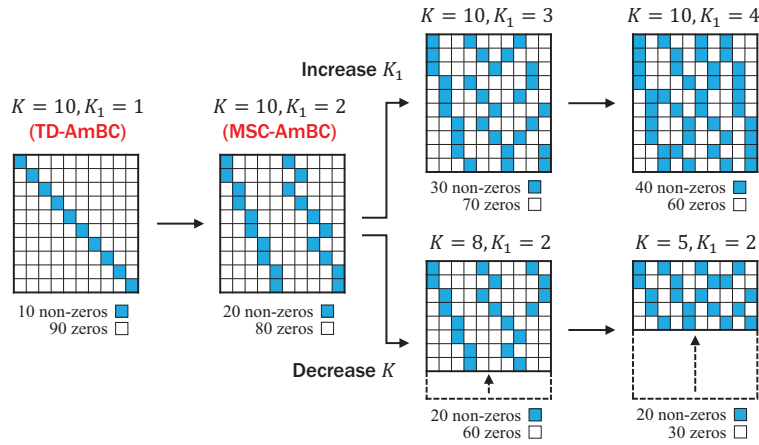 K = 10, K₁ = 3
K = 10, K₁ = 4
Increase K₁
K = 10, K₁ = 1
(TD-AmBC)
K = 10, K₁ = 2
(MSC-AmBC)
30 non-zeros
70 zeros
40 non-zeros
60 zeros
K = 8, K₁ = 2
K = 5, K₁ = 2
10 non-zeros
90 zeros
20 non-zeros
80 zeros
Decrease K
20 non-zeros
60 zeros
20 non-zeros
30 zeros